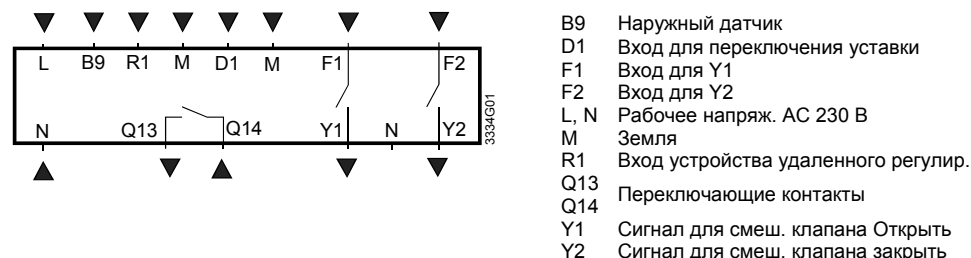 L B9 R1 M D1 M F1 F2
N Q13 Q14 Y1 N Y2
3334G01
B9 Наружный датчик
D1 Вход для переключения уставки
F1 Вход для Y1
F2 Вход для Y2
L, N Рабочее напряж. AC 230 В
M Земля
R1 Вход устройства удаленного регулир.
Q13
Q14 Переключающие контакты
Y1 Сигнал для смеш. клапана Открыть
Y2 Сигнал для смеш. клапана закрыть